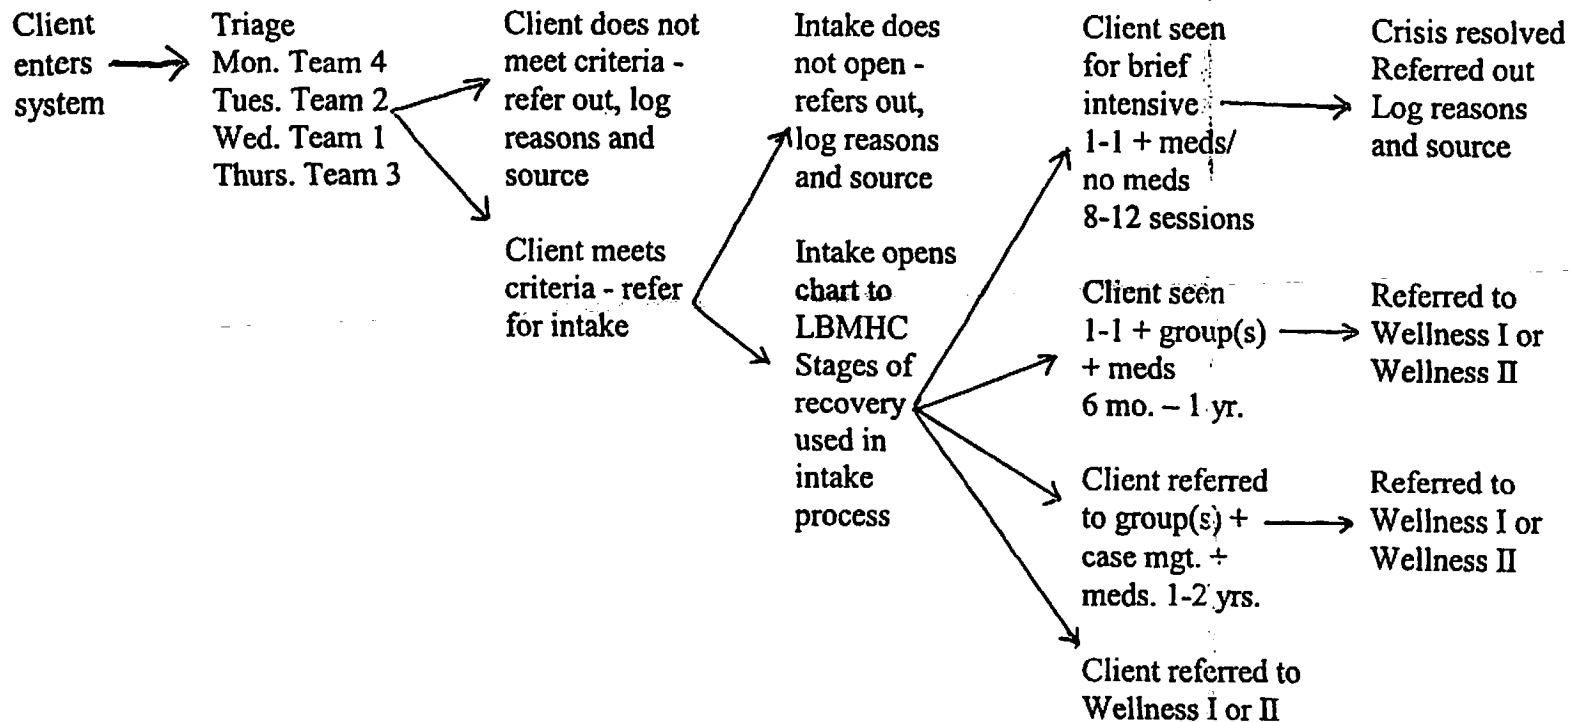 Client
enters
system
Triage
Mon. Team 4
Tues. Team 2
Wed. Team 1
Thurs. Team 3
Client does not
meet criteria -
refer out, log
reasons and
source
Client meets
criteria - refer
for intake
Intake does
not open -
refers out,
log reasons
and source
Intake opens
chart to
LBMHC
Stages of
recovery
used in
intake
process
Client seen
for brief
intensive
1-1 + meds/
no meds
8-12 sessions
Client seen
1-1 + group(s)
+ meds
6 mo. – 1 yr.
Client referred
to group(s) +
case mgt. +
meds. 1-2 yrs.
Client referred to
Wellness I or II
Crisis resolved
Referred out
Log reasons
and source
Referred to
Wellness I or
Wellness II
Referred to
Wellness I or
Wellness II